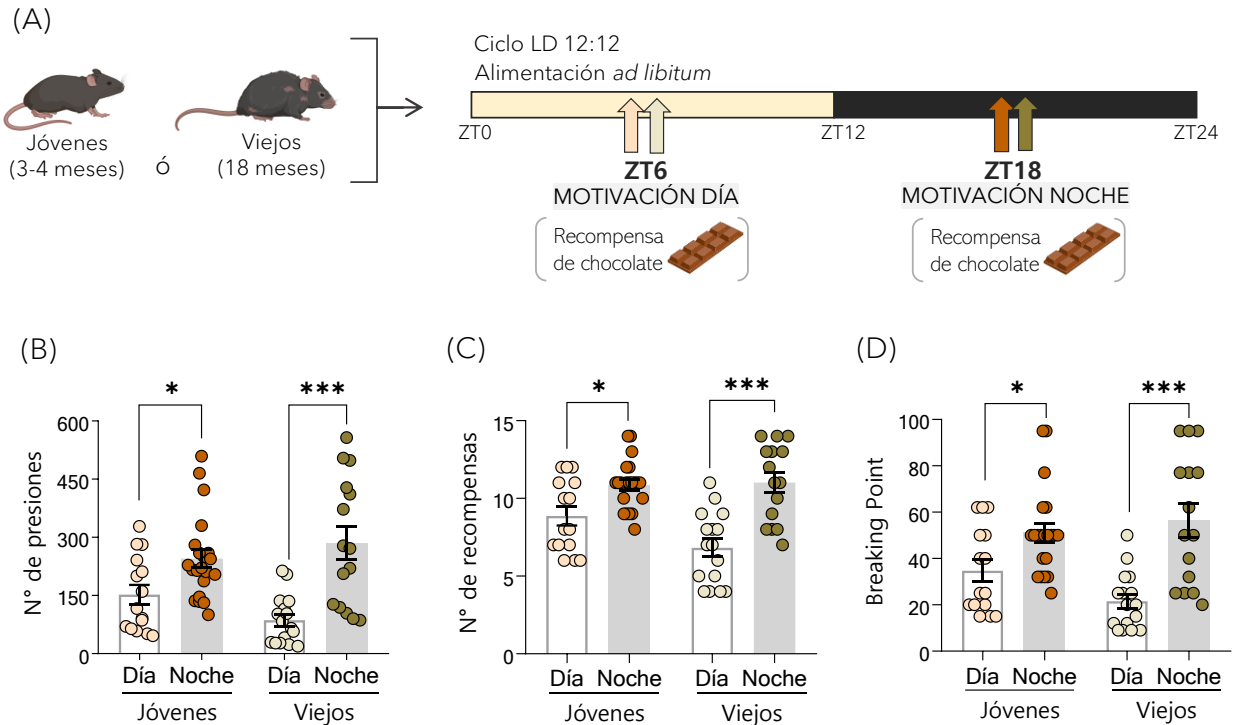 (A)
Jóvenes
(3-4 meses)
ó
Viejos
(18 meses)
Ciclo LD 12:12
Alimentación ad libitum
ZT0
ZT12
ZT24
ZT6
MOTIVACIÓN DÍA
Recompensa
de chocolate
ZT18
MOTIVACIÓN NOCHE
Recompensa
de chocolate
(B)
N° de presiones
600
450
300
150
0
*
***
Día Noche Día Noche
Jóvenes Viejos
(C)
N° de recompensas
15
10
5
0
*
***
Día Noche Día Noche
Jóvenes Viejos
(D)
Breaking Point
100
80
60
40
20
0
*
***
Día Noche Día Noche
Jóvenes Viejos